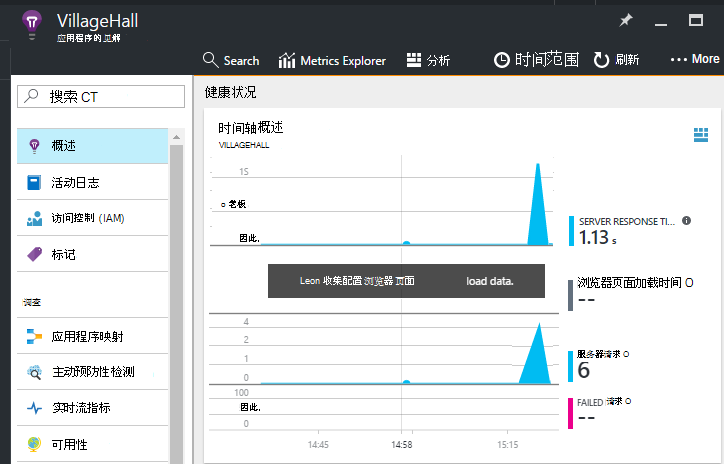 VillageHall
应用程序的见解
Search
Metrics Explorer
分析
时间范围
刷新
More
搜索 CT
概述
活动日志
访问控制 (IAM)
标记
调查
应用程序映射
主动预防性检测
实时流指标
可用性
健康状况
时间轴概述
VILLAGEHALL
1S
o 老板
因此,
SERVER RESPONSE TI...
1.13 s
Leon 收集配置 浏览器 页面 load data.
浏览器页面加载时间 O
--
4
2
1
0
服务器请求 O
6
100
因此,
0
FAILED 请求 O
--
14:45
14:58
15:15